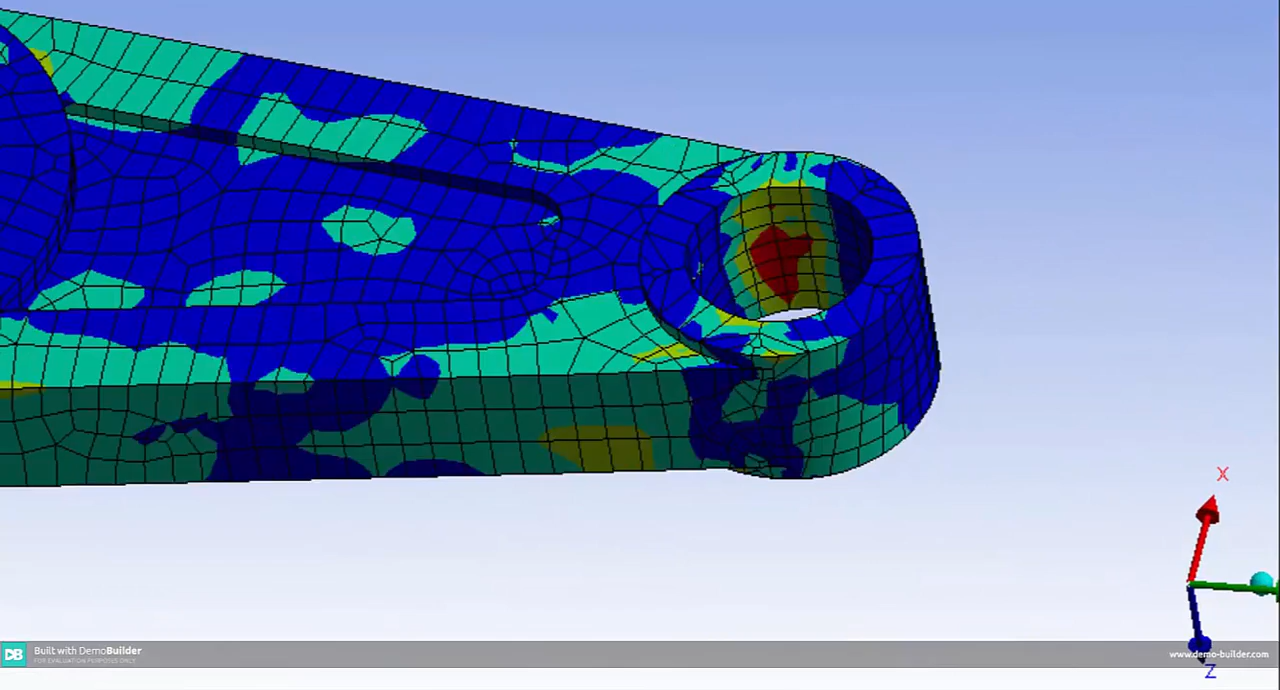 X
Z
DB
Built with DemoBuilder
FOR EVALUATION PURPOSES ONLY
www.demo-builder.com